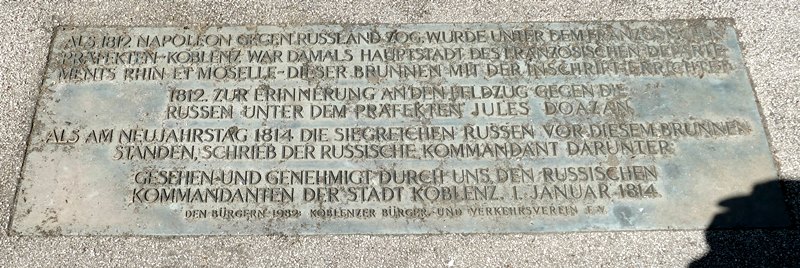 ALS 1812 NAPOLEON GEGEN RUSSLAND ZOG, WURDE UNTER DEM FRANZÖSISCHEN
PRÄFEKTEN-KOBLENZ WAR DAMALS HAUPTSTADT DES FRANZÖSISCHEN DEPARTE-
MENTS RHIN-ET-MOSELLE-DIESER BRUNNEN MIT DER INSCHRIFT ERRICHTET:
1812. ZUR ERINNERUNG AN DEN FELDZUG GEGEN DIE
RUSSEN UNTER DEM PRÄFEKTEN JULES DOAZAN
ALS AM NEUJAHRSTAG 1814 DIE SIEGREICHEN RUSSEN VOR DIESEM BRUNNEN
STANDEN, SCHRIEB DER RUSSISCHE KOMMANDANT DARUNTER:
GESEHEN-UND GENEHMIGT DURCH UNS, DEN RUSSISCHEN
KOMMANDANTEN DER STADT KOBLENZ, 1. JANUAR 1814.
DEN BÜRGERN 1982 KOBLENZER BÜRGER- UND VERKEHRSVEREIN E.V.